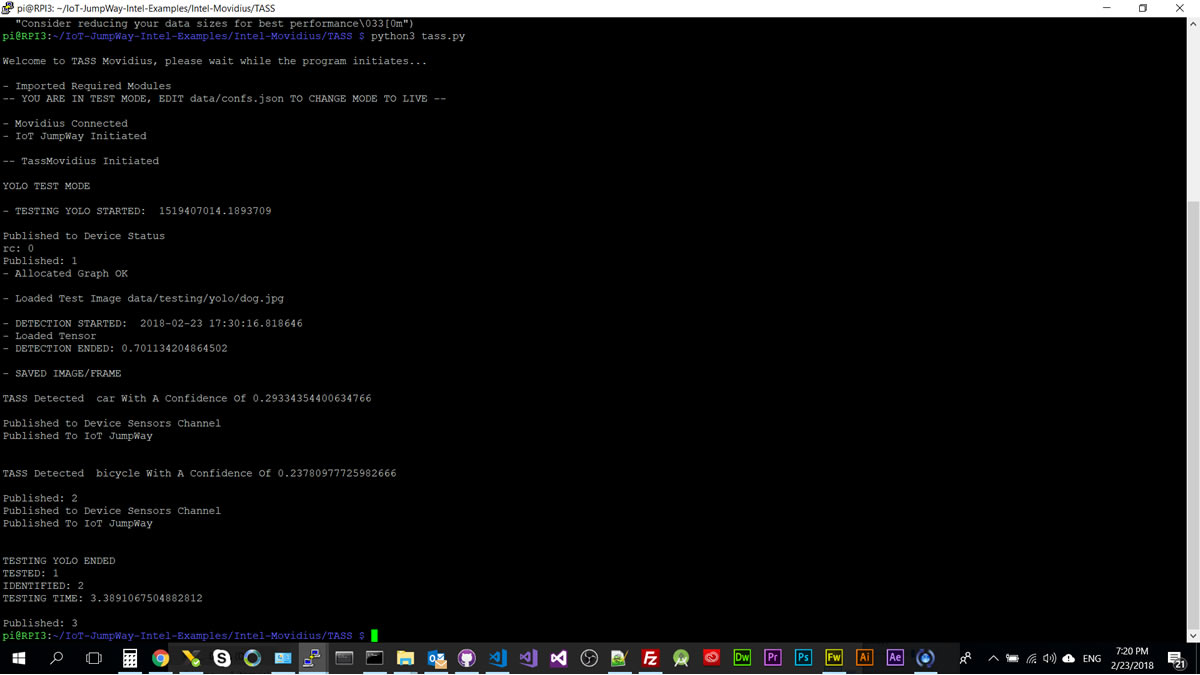 pi@RPI3: ~/IoT-JumpWay-Intel-Examples/Intel-Movidius/TASS
"Consider reducing your data sizes for best performance\033[0m")
pi@RPI3:~/IoT-JumpWay-Intel-Examples/Intel-Movidius/TASS $ python3 tass.py
Welcome to TASS Movidius, please wait while the program initiates...
- Imported Required Modules
-- YOU ARE IN TEST MODE, EDIT data/confs.json TO CHANGE MODE TO LIVE --
- Movidius Connected
- IoT JumpWay Initiated
-- TassMovidius Initiated
YOLO TEST MODE
- TESTING YOLO STARTED:  1519407014.1893709
Published to Device Status
rc: 0
Published: 1
- Allocated Graph OK
- Loaded Test Image data/testing/yolo/dog.jpg
- DETECTION STARTED:  2018-02-23 17:30:16.818646
- Loaded Tensor
- DETECTION ENDED: 0.701134204864502
- SAVED IMAGE/FRAME
TASS Detected  car With A Confidence Of 0.29334354400634766
Published to Device Sensors Channel
Published To IoT JumpWay
TASS Detected  bicycle With A Confidence Of 0.23780977725982666
Published: 2
Published to Device Sensors Channel
Published To IoT JumpWay
TESTING YOLO ENDED
TESTED: 1
IDENTIFIED: 2
TESTING TIME: 3.3891067504882812
Published: 3
pi@RPI3:~/IoT-JumpWay-Intel-Examples/Intel-Movidius/TASS $
Dw Pr Ps Fw Ai Ae ENG
7:20 PM
2/23/2018
21